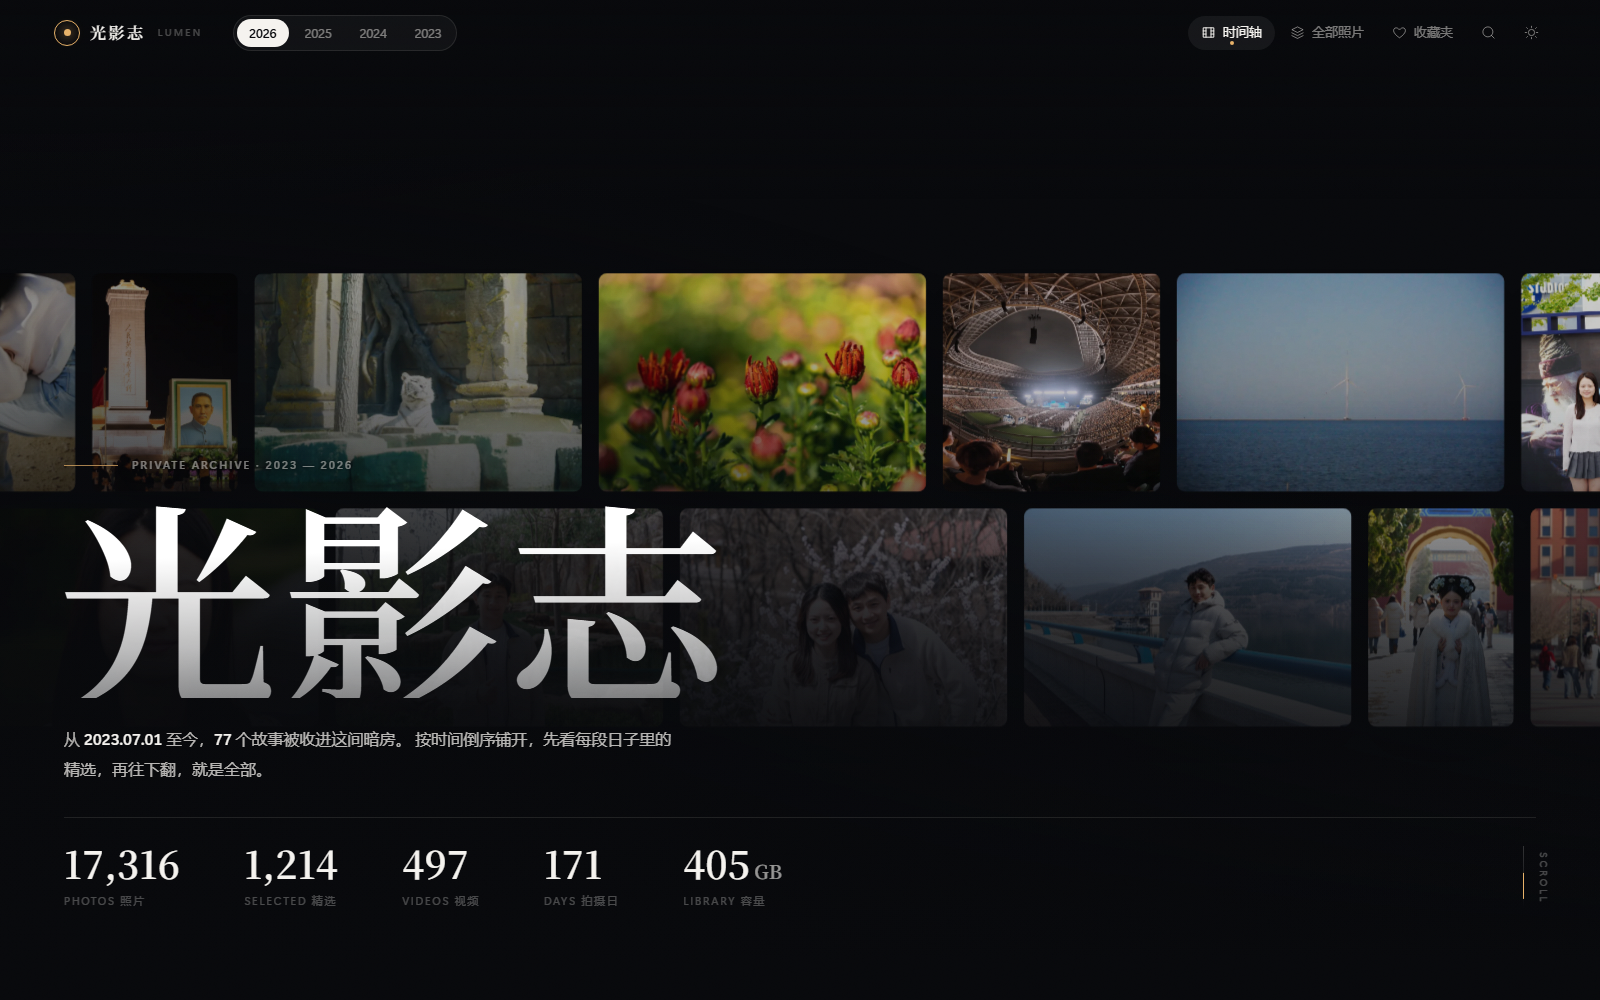 光影志 LUMEN 2026 2025 2024 2023 时间轴 全部照片 收藏夹
STUDIO
PRIVATE ARCHIVE · 2023 — 2026
光影志
从 2023.07.01 至今，77 个故事被收进这间暗房。 按时间倒序铺开，先看每段日子里的
精选，再往下翻，就是全部。
17,316 1,214 497 171 405 GB
PHOTOS 照片 SELECTED 精选 VIDEOS 视频 DAYS 拍摄日 LIBRARY 容量
SCROLL